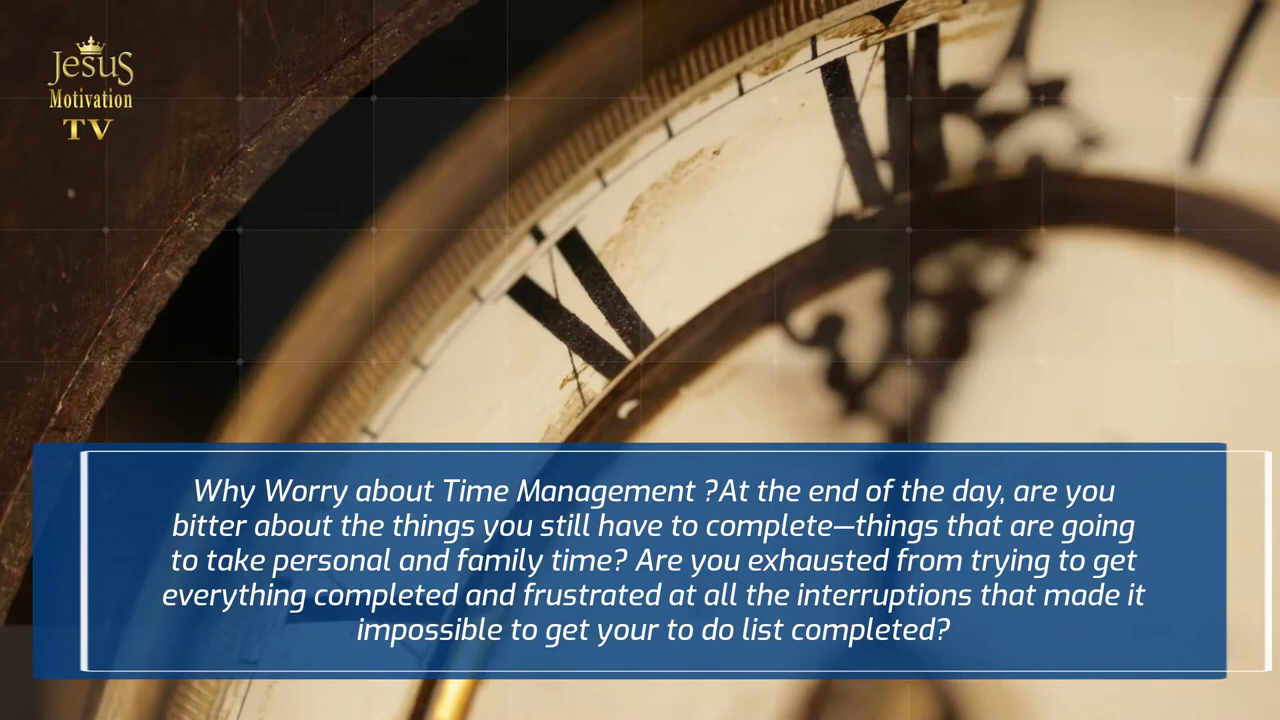 Jesus
Motivation
TV
XI
XII
I
X
Why Worry about Time Management ?At the end of the day, are you
bitter about the things you still have to complete—things that are going
to take personal and family time? Are you exhausted from trying to get
everything completed and frustrated at all the interruptions that made it
impossible to get your to do list completed?